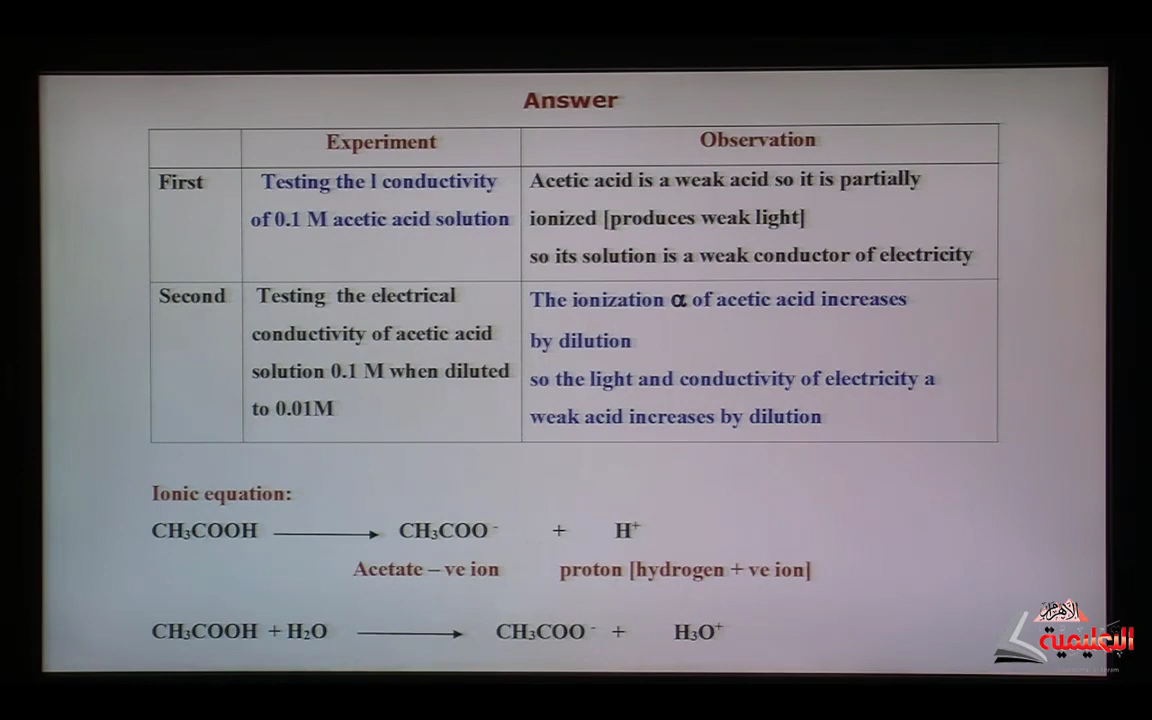 Answer
Experiment
Observation
First
Testing the l conductivity
of 0.1 M acetic acid solution
Acetic acid is a weak acid so it is partially
ionized [produces weak light]
so its solution is a weak conductor of electricity
Second
Testing the electrical
conductivity of acetic acid
solution 0.1 M when diluted
to 0.01M
The ionization α of acetic acid increases
by dilution
so the light and conductivity of electricity a
weak acid increases by dilution
Ionic equation:
CH₃COOH ⟶ CH₃COO⁻ + H⁺
Acetate – ve ion proton [hydrogen + ve ion]
CH₃COOH + H₂O ⟶ CH₃COO⁻ + H₃O⁺
الأهرام
التعليمية